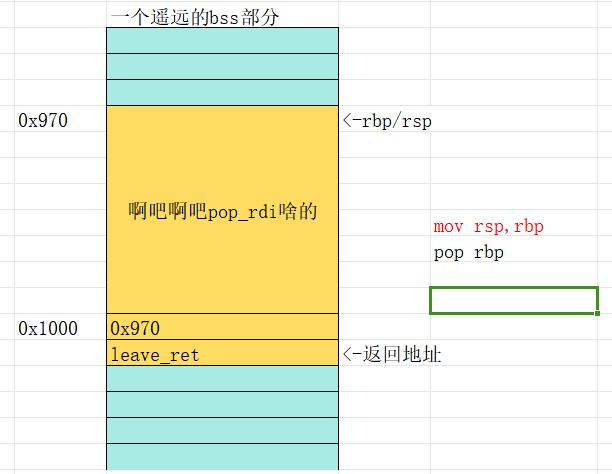 一个遥远的bss部分
0x970
<-rbp/rsp
啊吧啊吧pop_rdi啥的
mov rsp,rbp
pop rbp
0x1000
0x970
leave_ret
<-返回地址